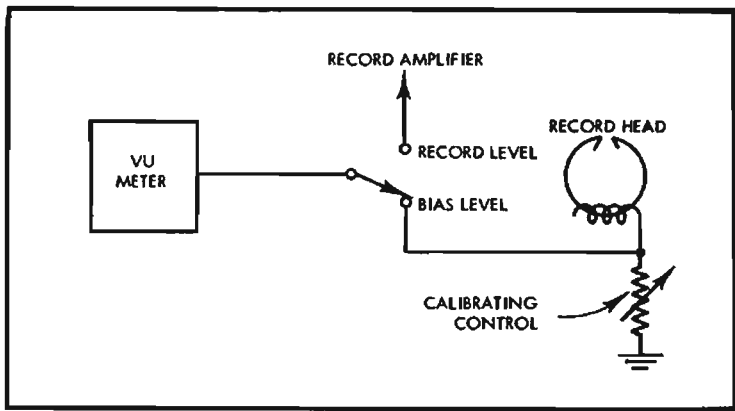 RECORD AMPLIFIER
RECORD HEAD
VU
METER
RECORD LEVEL
BIAS LEVEL
CALIBRATING
CONTROL